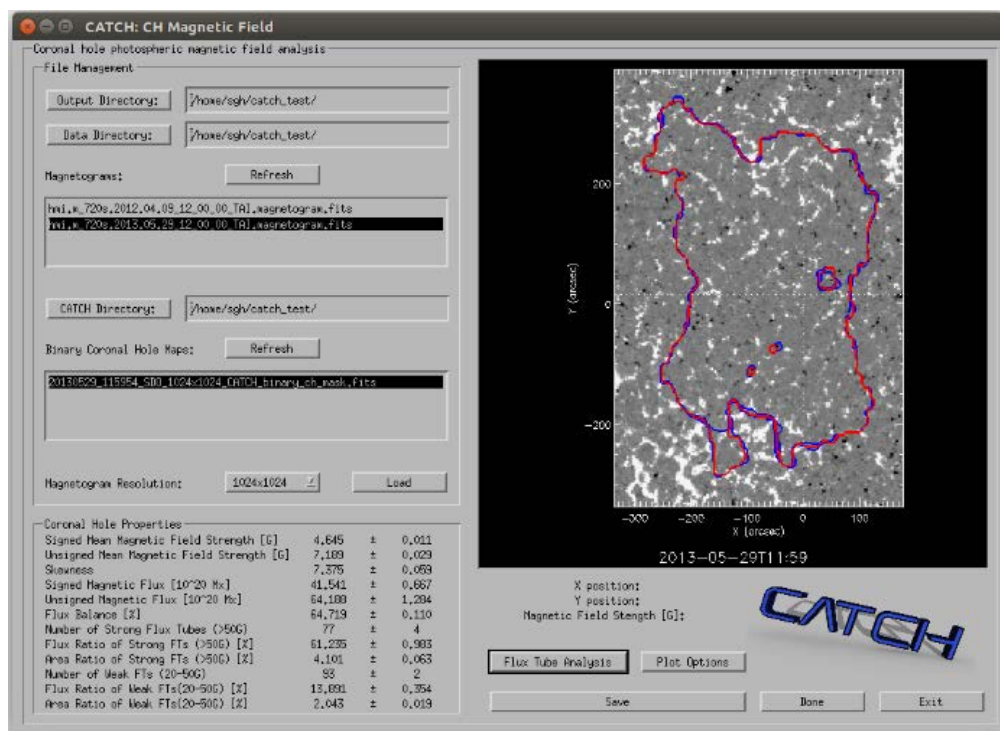 CATCH: CH Magnetic Field
Coronal hole photospheric magnetic field analysis
File Management
Output Directory: /home/sgh/catch_test/
Data Directory: /home/sgh/catch_test/
Magnetograms: Refresh
hmi.m_720s.2012.04.09_12_00_00_TAI.magnetogram.fits
hmi.m_720s.2013.05.29_12_00_00_TAI.magnetogram.fits
CATCH Directory: /home/sgh/catch_test/
Binary Coronal Hole Maps: Refresh
20130529_115954_SDO_1024x1024_CATCH_binary_ch_mask.fits
Magnetogram Resolution: 1024x1024 Load
Coronal Hole Properties
Signed Mean Magnetic Field Strength [G] 4.645 ± 0.011
Unsigned Mean Magnetic Field Strength [G] 7.189 ± 0.029
Skewness 7.375 ± 0.059
Signed Magnetic Flux [10^20 Mx] 41.541 ± 0.667
Unsigned Magnetic Flux [10^20 Mx] 64.188 ± 1.284
Flux Balance [%] 64.719 ± 0.110
Number of Strong Flux Tubes (>50G) 77 ± 4
Flux Ratio of Strong FTs (>50G) [%] 61.235 ± 0.983
Area Ratio of Strong FTs (>50G) [%] 4.101 ± 0.063
Number of Weak FTs (20-50G) 93 ± 2
Flux Ratio of Weak FTs(20-50G) [%] 13.891 ± 0.354
Area Ratio of Weak FTs(20-50G) [%] 2.043 ± 0.019
200
0
-200
Y (arcsec)
-300 -200 -100 0 100
X (arcsec)
2013-05-29T11:59
X position:
Y position:
Magnetic Field Stength [G]:
CATCH
Flux Tube Analysis Plot Options
Save Done Exit